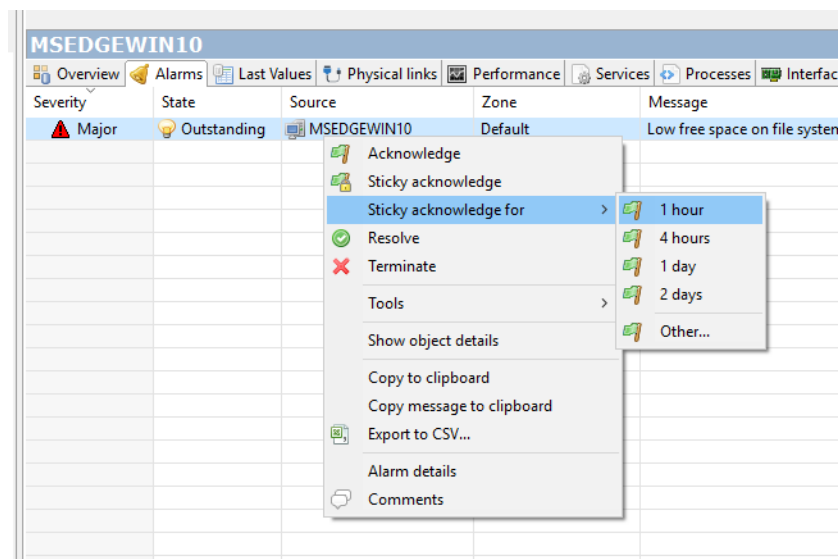 MSEDGEWIN10
Overview Alarms Last Values Physical links Performance Services Processes Interfac
Severity State Source Zone Message
Major Outstanding MSEDGEWIN10 Default Low free space on file system
Acknowledge
Sticky acknowledge
Sticky acknowledge for 1 hour
Resolve 4 hours
Terminate 1 day
2 days
Tools
Other...
Show object details
Copy to clipboard
Copy message to clipboard
Export to CSV...
Alarm details
Comments